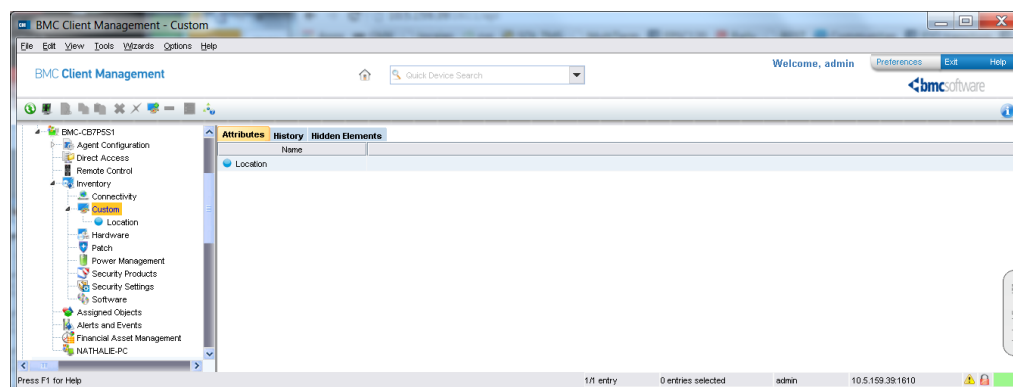 BMC Client Management - Custom
File Edit View Tools Wizards Options Help
BMC Client Management
Quick Device Search
Welcome, admin
Preferences Exit Help
bmcsoftware
BMC-CB7P5S1
Agent Configuration
Direct Access
Remote Control
Inventory
Connectivity
Custom
Location
Hardware
Patch
Power Management
Security Products
Security Settings
Software
Assigned Objects
Alerts and Events
Financial Asset Management
NATHALIE-PC
Attributes History Hidden Elements
Name
Location
Press F1 for Help
1/1 entry
0 entries selected
admin
10.5.159.39:1610